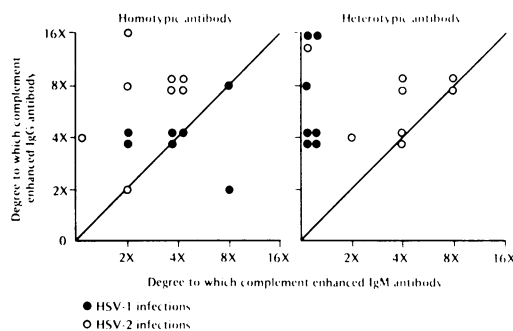 Homotypic antibody
Heterotypic antibody
Degree to which complement
enhanced IgG antibodies
16X
8X
4X
2X
0
2X
4X
8X
16X
2X
4X
8X
16X
Degree to which complement enhanced IgM antibody
HSV-1 infections
HSV-2 infections